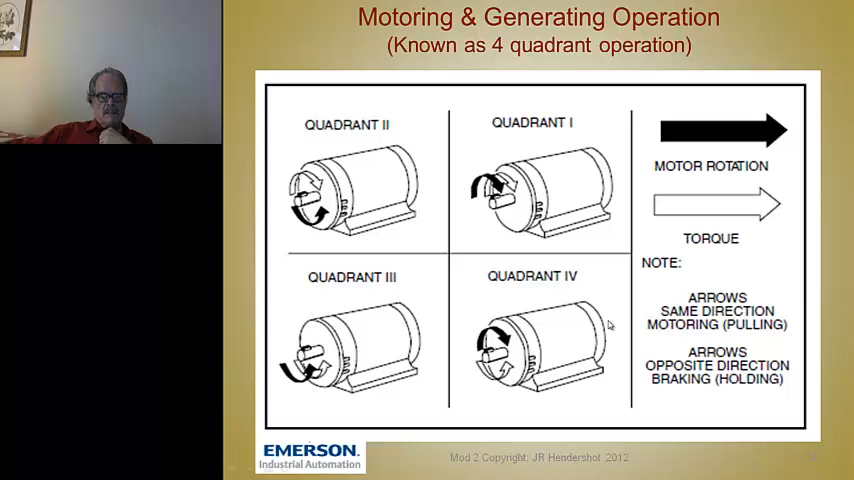 Motoring & Generating Operation
(Known as 4 quadrant operation)
QUADRANT II
QUADRANT I
MOTOR ROTATION
TORQUE
QUADRANT III
QUADRANT IV
NOTE:
ARROWS
SAME DIRECTION
MOTORING (PULLING)
ARROWS
OPPOSITE DIRECTION
BRAKING (HOLDING)
EMERSON.
Industrial Automation
Mod 2 Copyright: JR Hendershot 2012